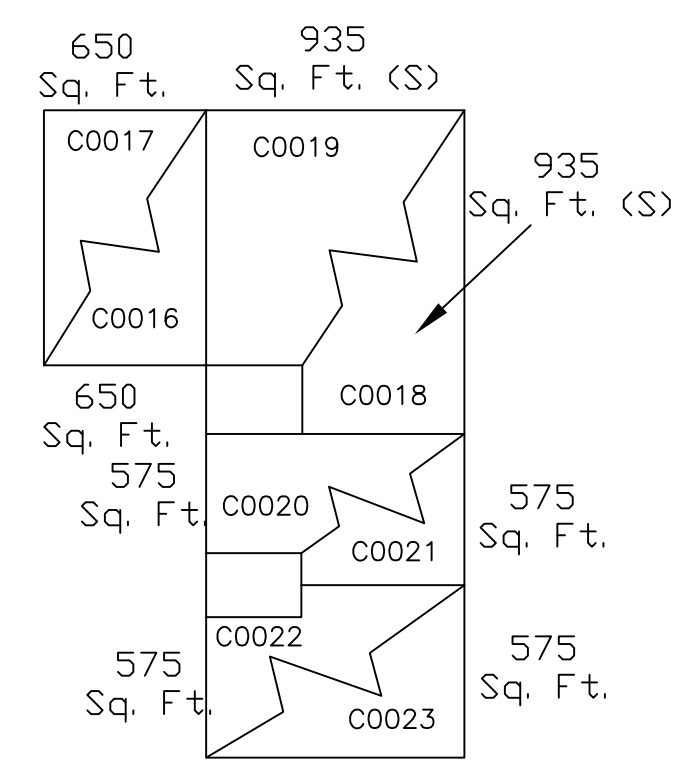 650
Sq. Ft.
935
Sq. Ft. (S)
C0017
C0019
935
Sq. Ft. (S)
C0016
C0018
650
Sq. Ft.
575
Sq. Ft.
C0020
C0021
575
Sq. Ft.
C0022
575
Sq. Ft.
C0023
575
Sq. Ft.